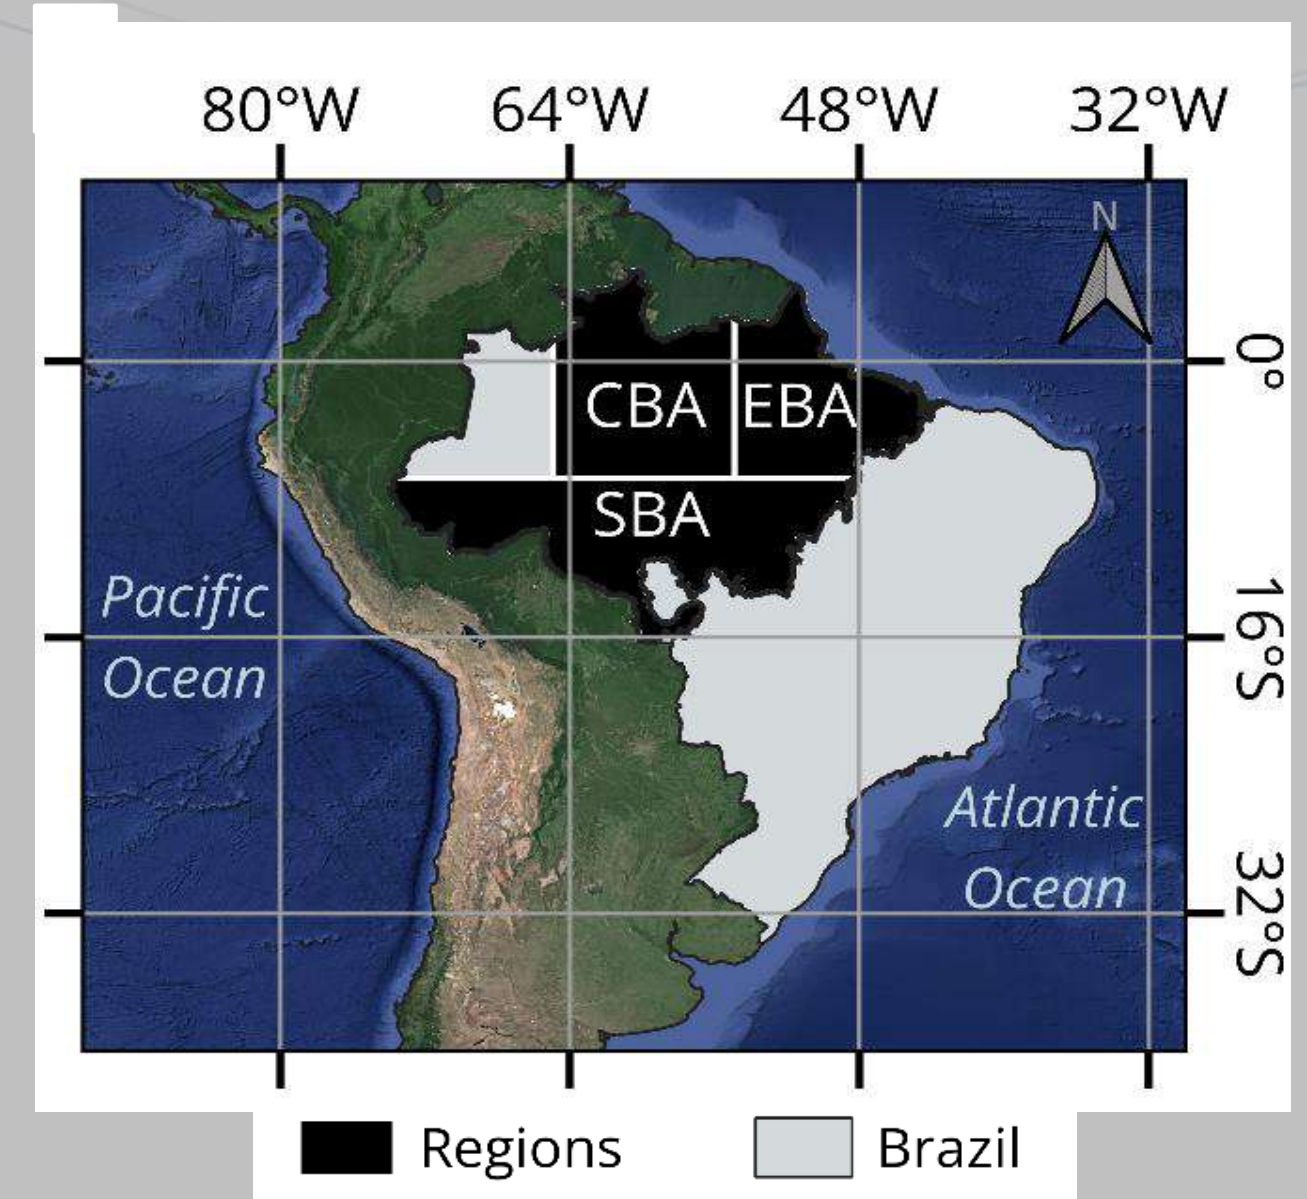 80°W 64°W 48°W 32°W
N
0°
CBA EBA
SBA
Pacific
Ocean
16°S
Atlantic
Ocean
32°S
Regions Brazil